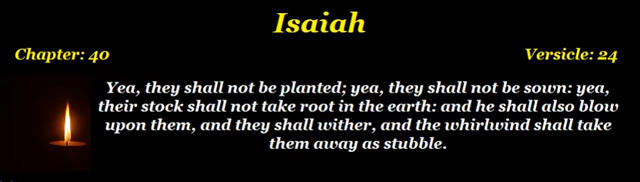 Isaiah
Chapter: 40 Versicle: 24
Yea, they shall not be planted; yea, they shall not be sown: yea,
their stock shall not take root in the earth: and he shall also blow
upon them, and they shall wither, and the whirlwind shall take
them away as stubble.